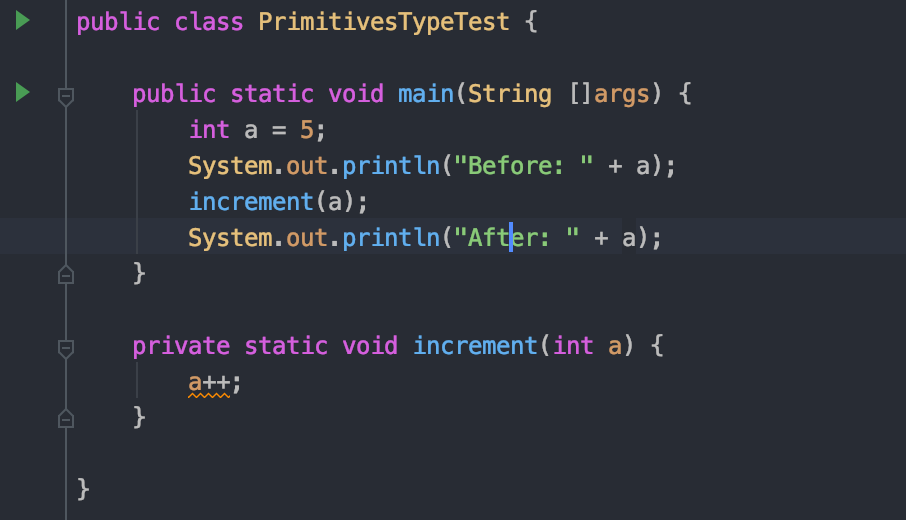 public class PrimitivesTypeTest {
public static void main(String []args) {
int a = 5;
System.out.println("Before: " + a);
increment(a);
System.out.println("After: " + a);
}
private static void increment(int a) {
a++;
}
}